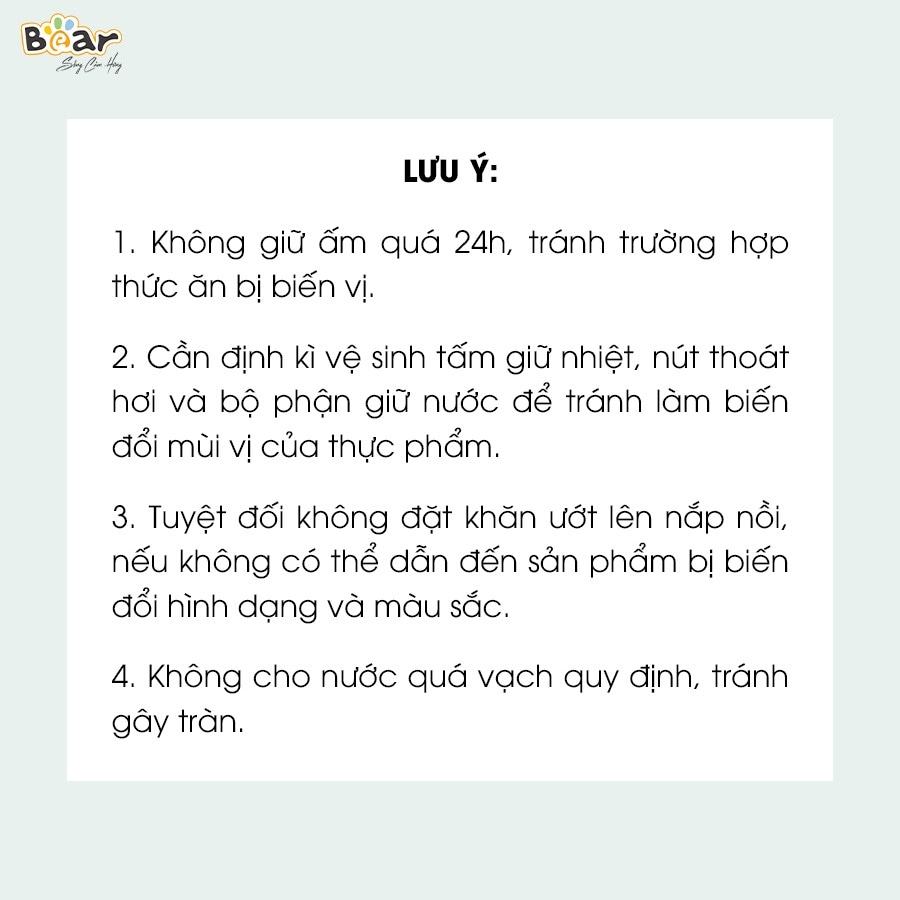 Bear
Sống Cảm Hứng
LƯU Ý:
1. Không giữ ấm quá 24h, tránh trường hợp
thức ăn bị biến vị.
2. Cần định kì vệ sinh tấm giữ nhiệt, nút thoát
hơi và bộ phận giữ nước để tránh làm biến
đổi mùi vị của thực phẩm.
3. Tuyệt đối không đặt khăn ướt lên nắp nồi,
nếu không có thể dẫn đến sản phẩm bị biến
đổi hình dạng và màu sắc.
4. Không cho nước quá vạch quy định, tránh
gây tràn.